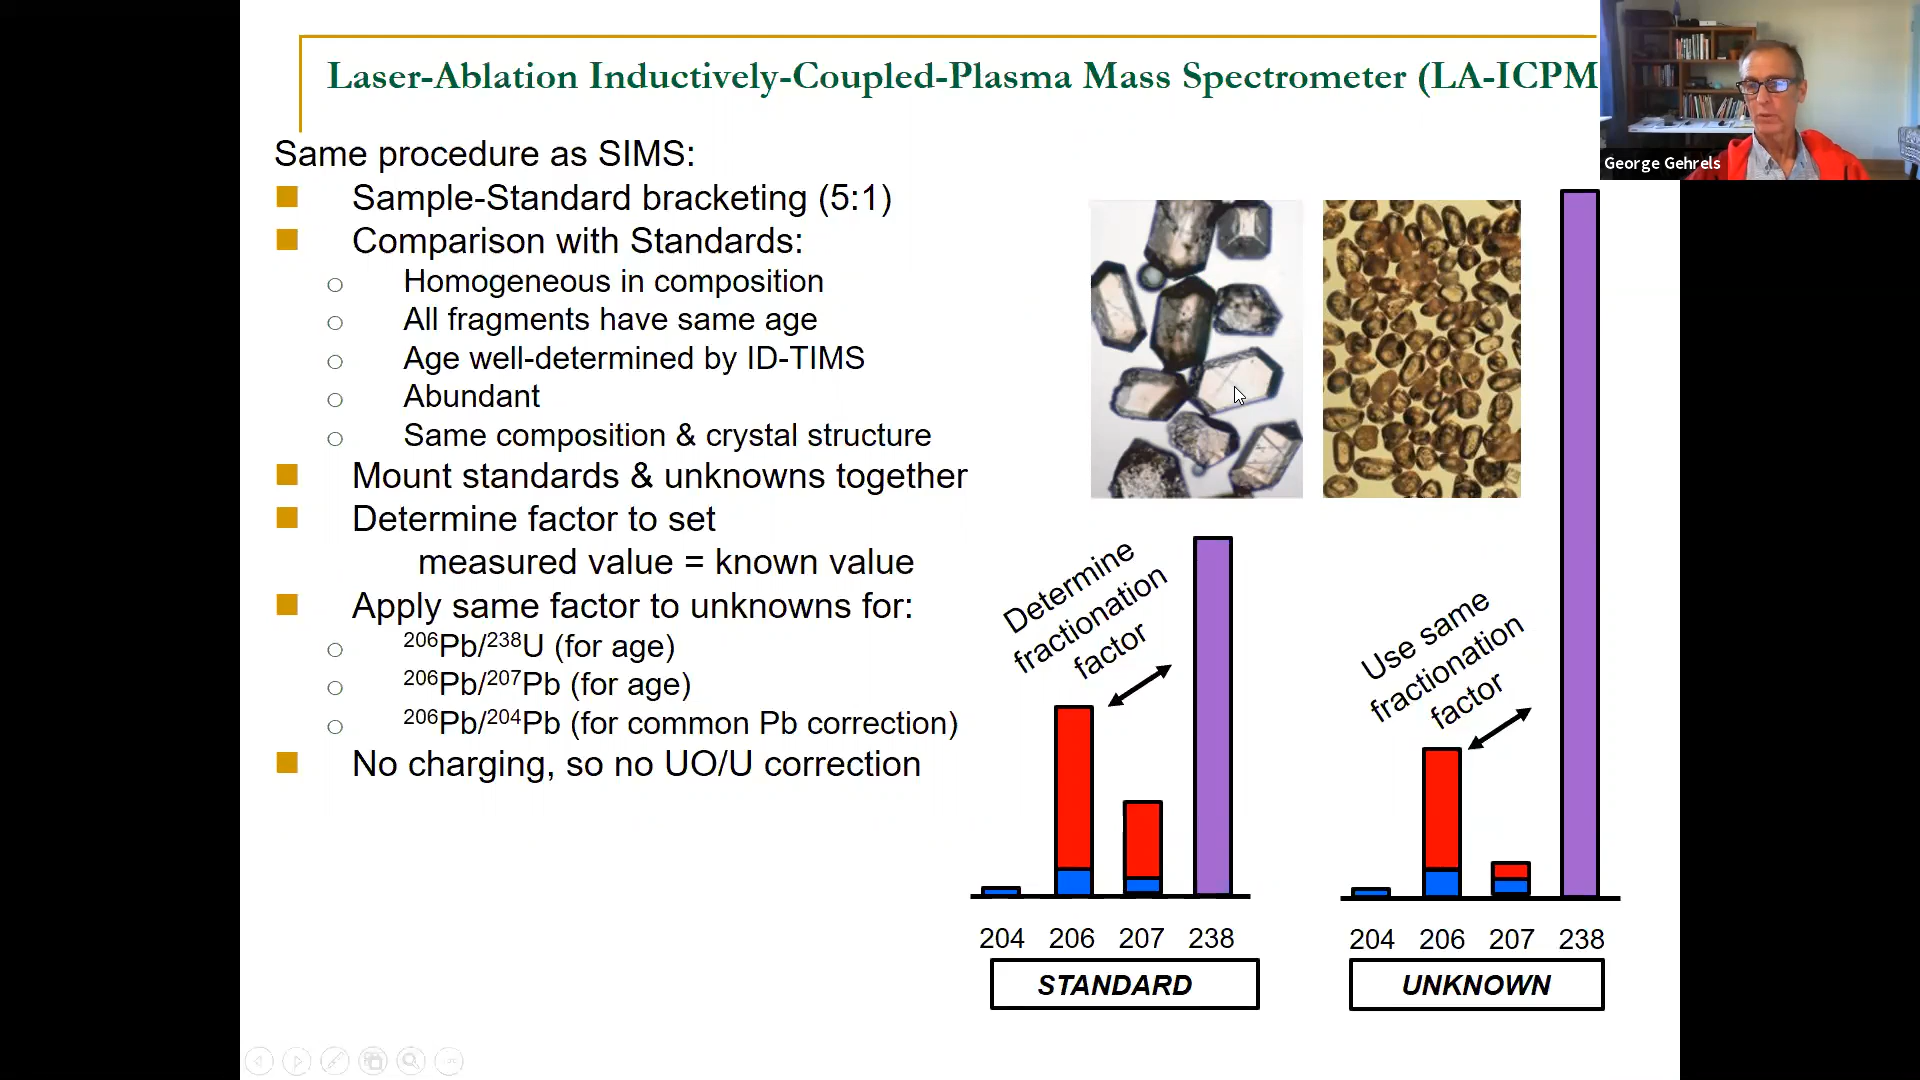 Laser-Ablation Inductively-Coupled-Plasma Mass Spectrometer (LA-ICPM
George Gehrels
Same procedure as SIMS:
Sample-Standard bracketing (5:1)
Comparison with Standards:
Homogeneous in composition
All fragments have same age
Age well-determined by ID-TIMS
Abundant
Same composition & crystal structure
Mount standards & unknowns together
Determine factor to set
measured value = known value
Apply same factor to unknowns for:
²⁰⁶Pb/²³⁸U (for age)
²⁰⁶Pb/²⁰⁷Pb (for age)
²⁰⁶Pb/²⁰⁴Pb (for common Pb correction)
No charging, so no UO/U correction
Determine
fractionation
factor
204 206 207 238
STANDARD
Use same
fractionation
factor
204 206 207 238
UNKNOWN